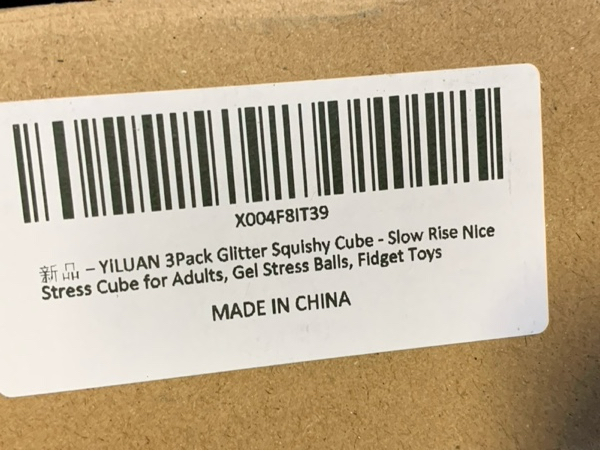 X004F8IT39
新品 – YiLUAN 3Pack Glitter Squishy Cube - Slow Rise NIce
Stress Cube for Adults, Gel Stress Balls, Fidget Toys
MADE IN CHINA